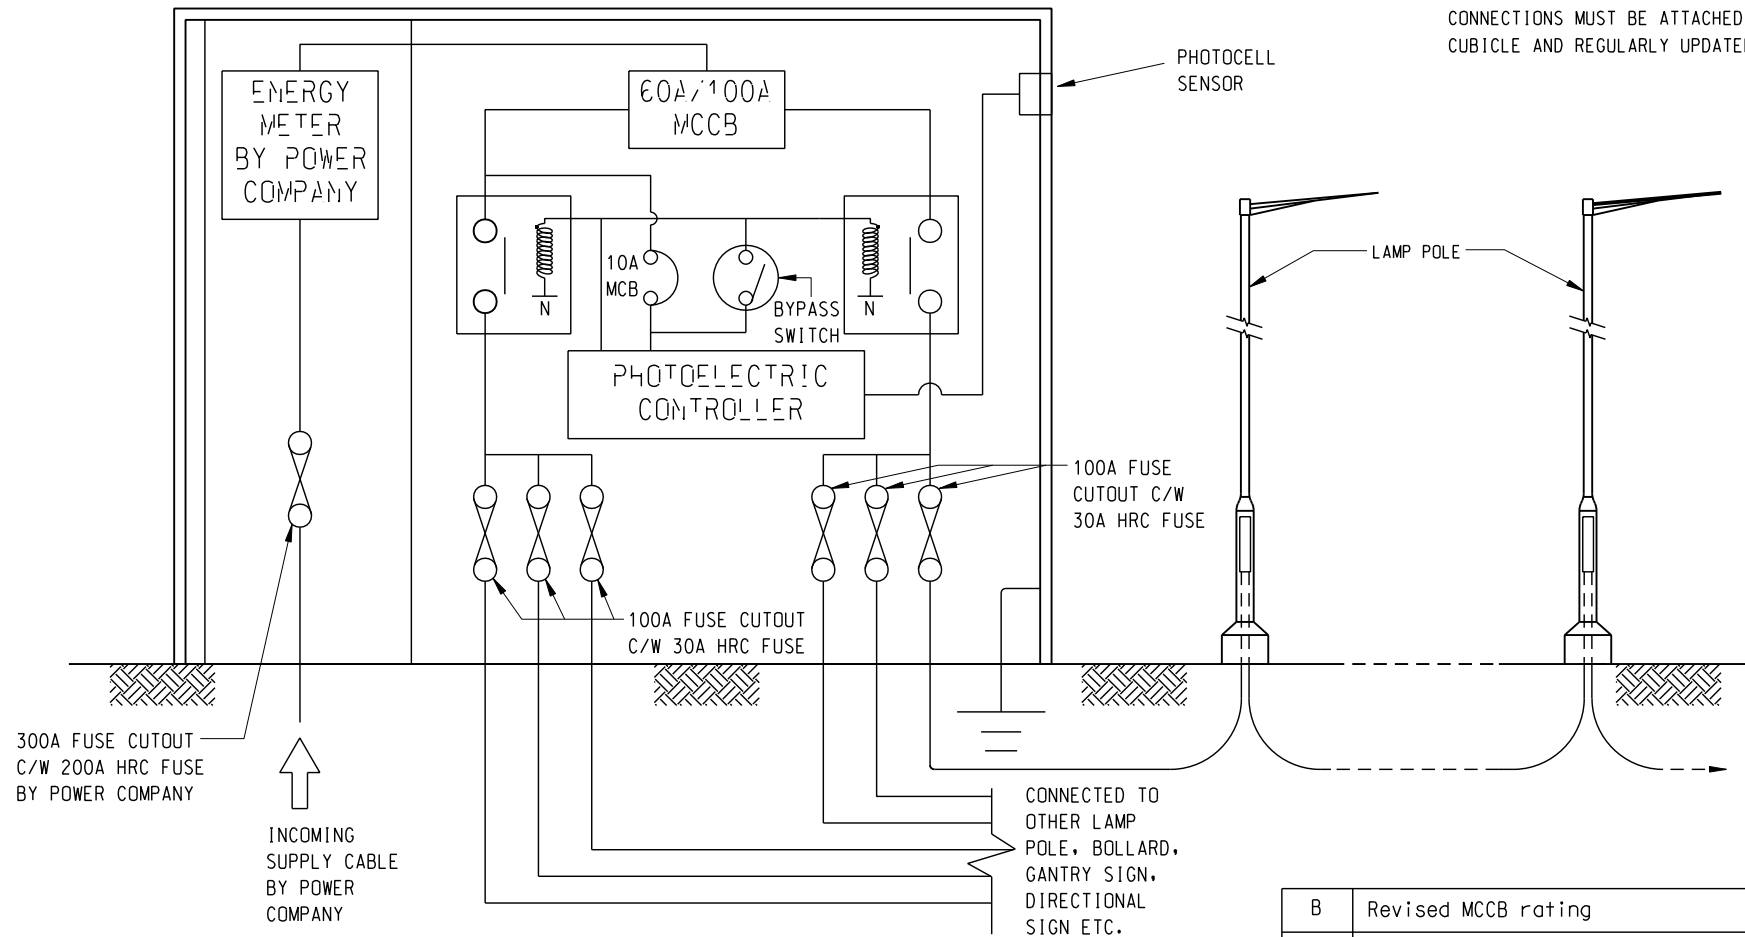 CONNECTIONS MUST BE ATTACHED
CUBICLE AND REGULARLY UPDATED
PHOTOCELL
SENSOR
ENERGY
METER
BY POWER
COMPANY
60A/100A
MCCB
LAMP POLE
10A
MCB
N
BYPASS
SWITCH
N
PHOTOELECTRIC
CONTROLLER
100A FUSE
CUTOUT C/W
30A HRC FUSE
100A FUSE CUTOUT
C/W 30A HRC FUSE
300A FUSE CUTOUT
C/W 200A HRC FUSE
BY POWER COMPANY
INCOMING
SUPPLY CABLE
BY POWER
COMPANY
CONNECTED TO
OTHER LAMP
POLE, BOLLARD,
GANTRY SIGN,
DIRECTIONAL
SIGN ETC.
B Revised MCCB rating